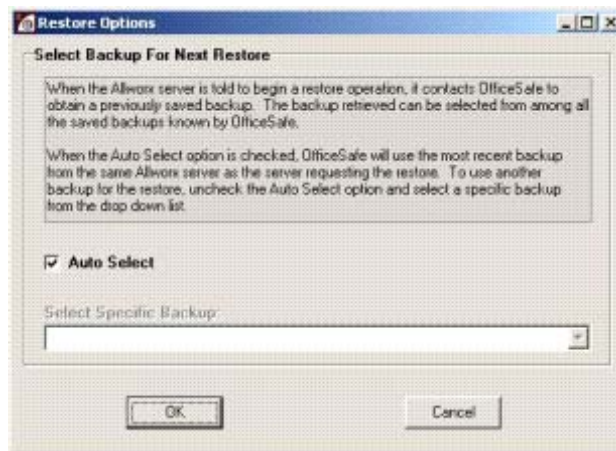 Restore Options
Select Backup For Next Restore
When the Allworx server is told to begin a restore operation, it contacts OfficeSafe to
obtain a previously saved backup. The backup retrieved can be selected from among all
the saved backups known by OfficeSafe.
When the Auto Select option is checked, OfficeSafe will use the most recent backup
from the same Allworx server as the server requesting the restore. To use another
backup for the restore, uncheck the Auto Select option and select a specific backup
from the drop down list.
Auto Select
Select Specific Backup:
OK
Cancel